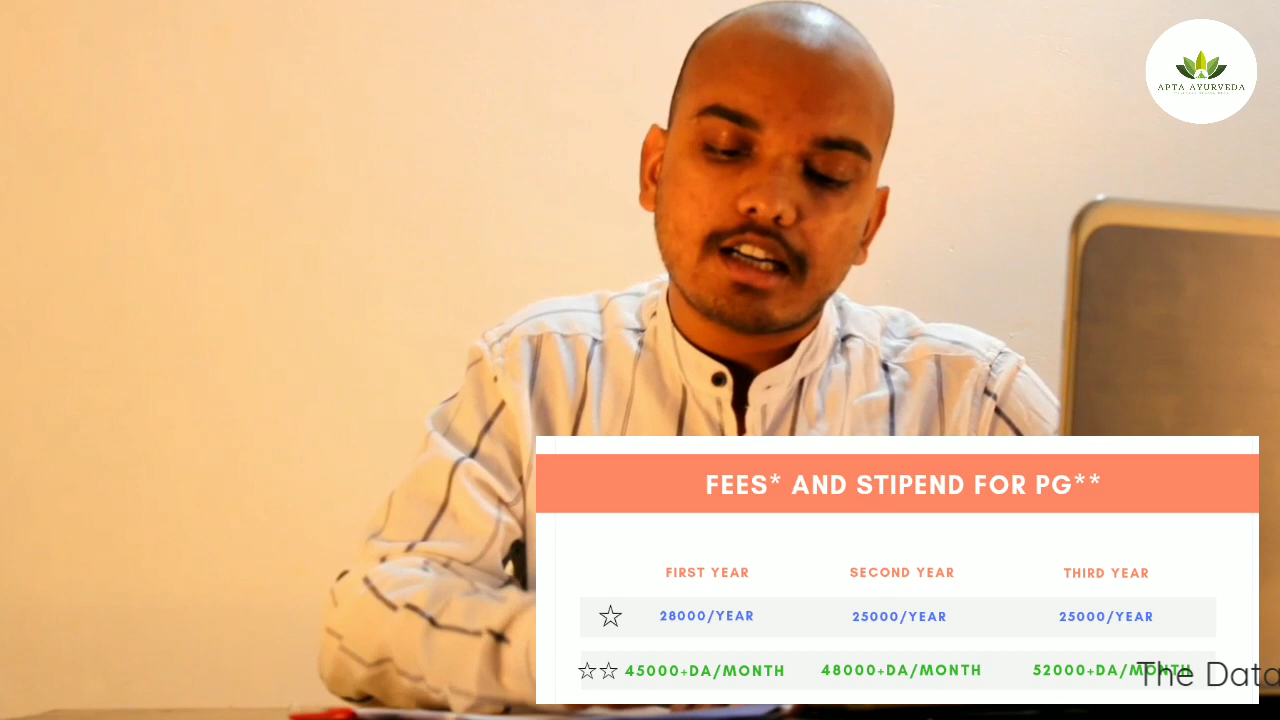 APTA AYURVEDA
FEES* AND STIPEND FOR PG**
FIRST YEAR SECOND YEAR THIRD YEAR
☆ 28000/YEAR 25000/YEAR 25000/YEAR
☆☆ 45000+DA/MONTH 48000+DA/MONTH 52000+DA/MONTH
The Data